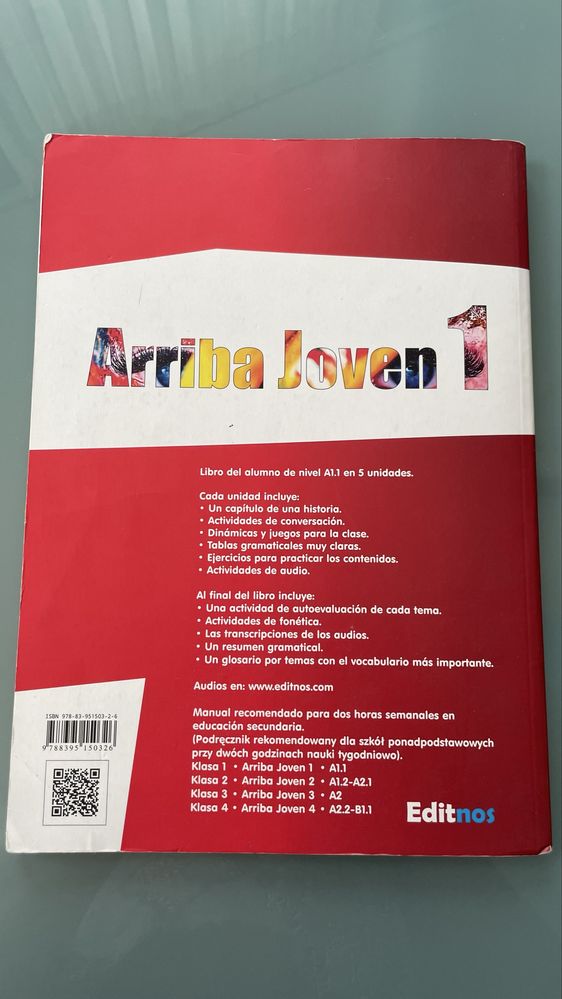 Arriba Joven 1
Libro del alumno de nivel A1.1 en 5 unidades.
Cada unidad incluye:
• Un capítulo de una historia.
• Actividades de conversación.
• Dinámicas y juegos para la clase.
• Tablas gramaticales muy claras.
• Ejercicios para practicar los contenidos.
• Actividades de audio.
Al final del libro incluye:
• Una actividad de autoevaluación de cada tema.
• Actividades de fonética.
• Las transcripciones de los audios.
• Un resumen gramatical.
• Un glosario por temas con el vocabulario más importante.
Audios en: www.editnos.com
Manual recomendado para dos horas semanales en
educación secundaria.
(Podręcznik rekomendowany dla szkół ponadpodstawowych
przy dwóch godzinach nauki tygodniowo).
Klasa 1 • Arriba Joven 1 • A1.1
Klasa 2 • Arriba Joven 2 • A1.2-A2.1
Klasa 3 • Arriba Joven 3 • A2
Klasa 4 • Arriba Joven 4 • A2.2-B1.1
ISBN 978-83-951503-2-6
9 788395 150326
Editnos